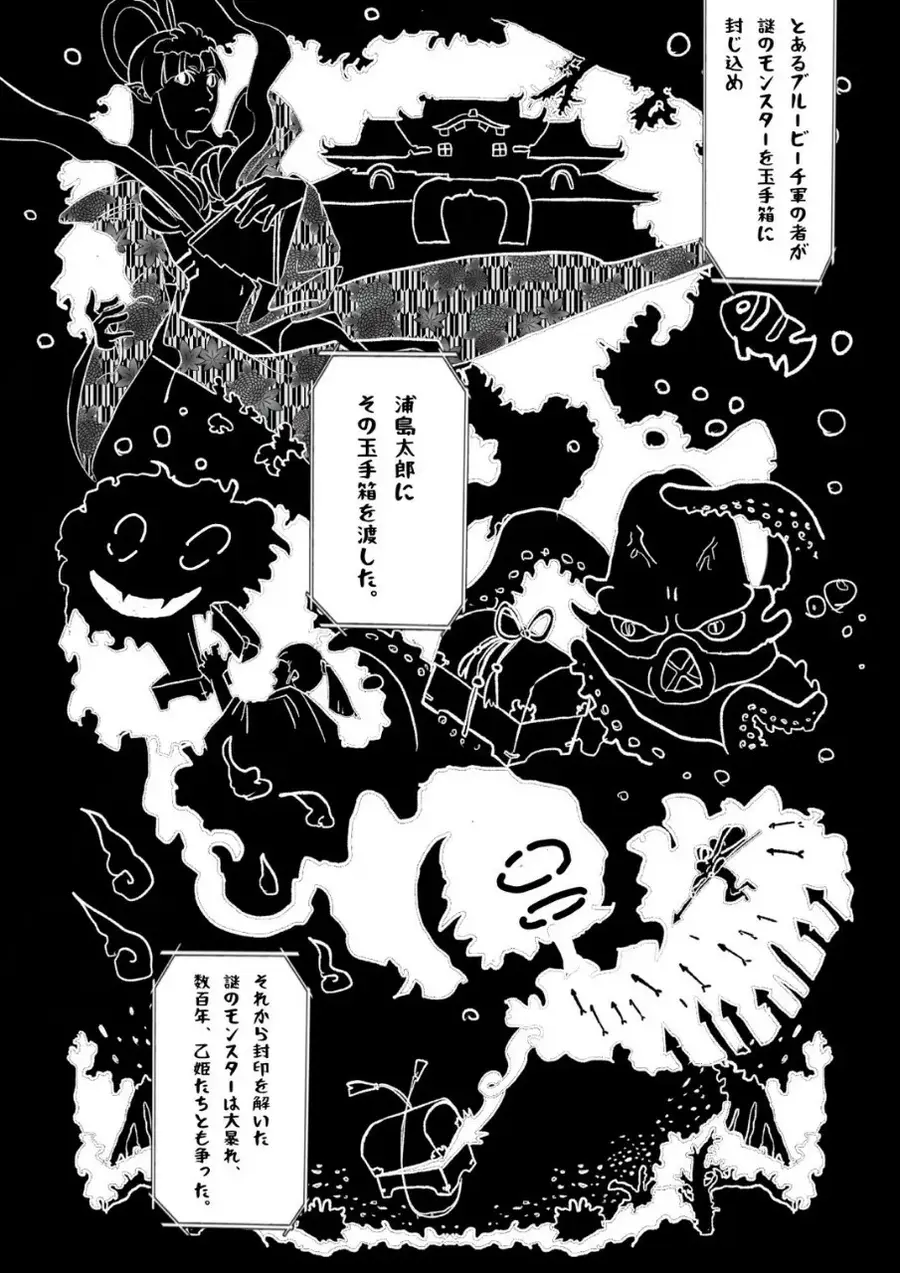 とあるブルービーチ軍の者が
謎のモンスターを玉手箱に
封じ込め
浦島太郎に
その玉手箱を渡した。
それから封印を解いた
謎のモンスターは大暴れ、
数百年、乙姫たちとも争った。